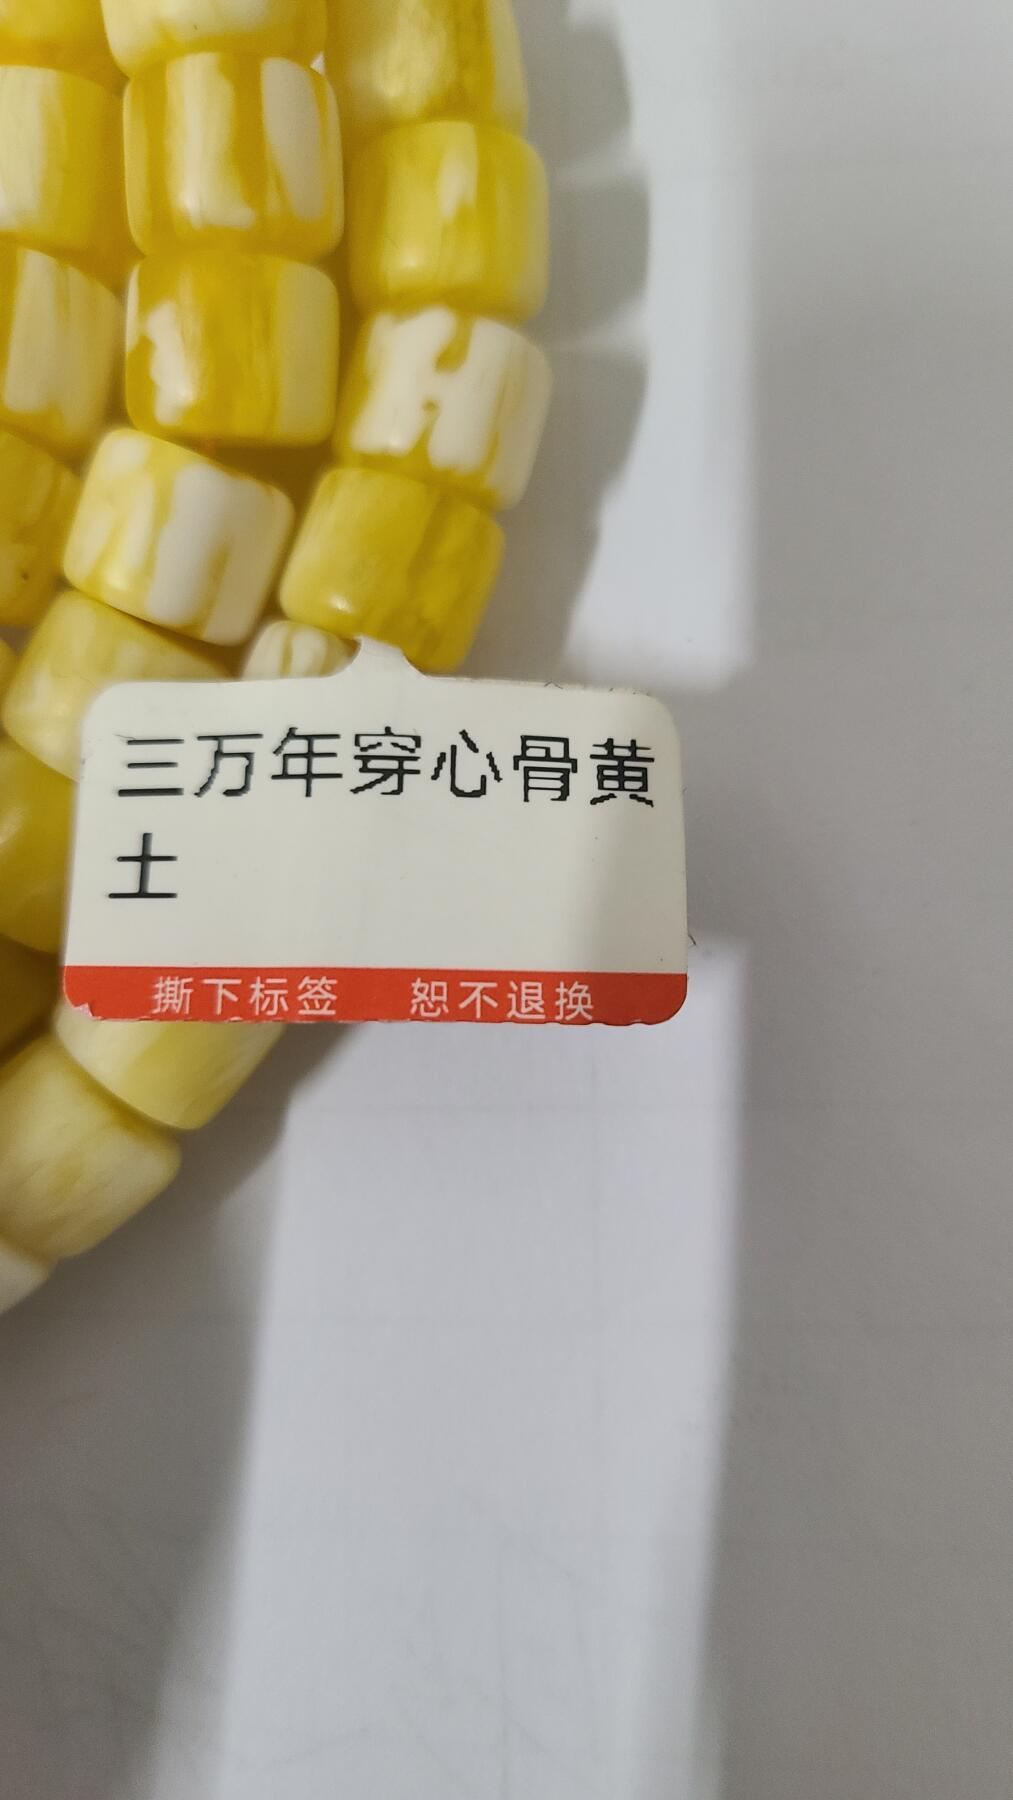 三万年穿心骨黄
土
撕下标签 恕不退换